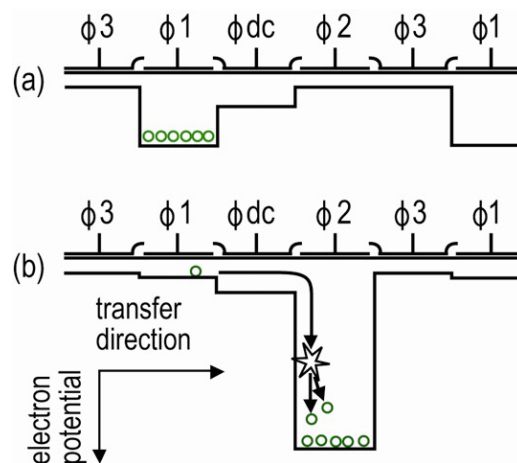 ϕ3 ϕ1 ϕdc ϕ2 ϕ3 ϕ1
(a)
ϕ3 ϕ1 ϕdc ϕ2 ϕ3 ϕ1
(b)
transfer
direction
electron
potential